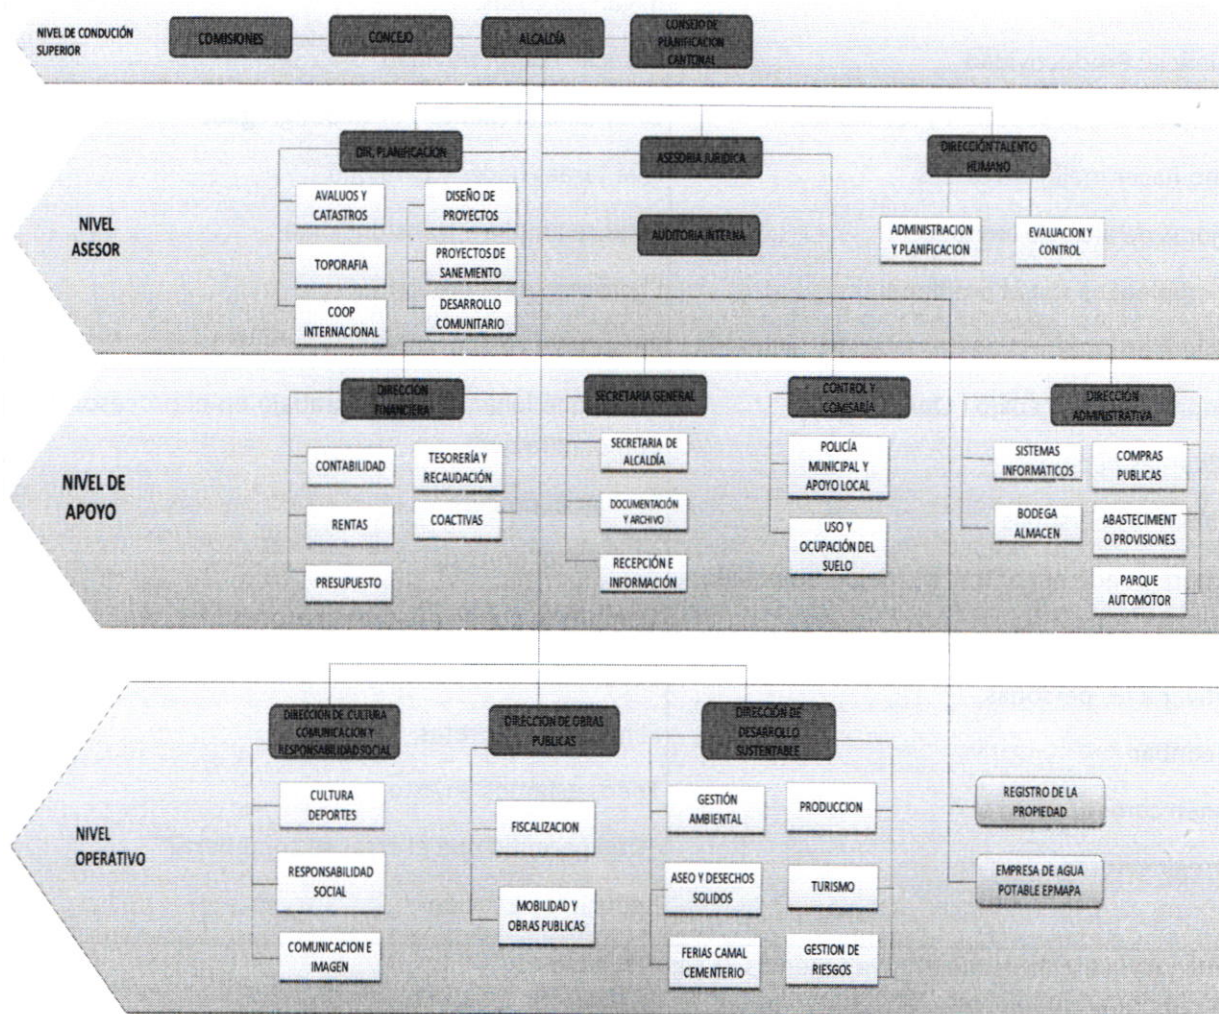 NIVEL DE CONDUCIÓN
SUPERIOR
COMISIONES
CONCEJO
ALCALDÍA
CONSEJO DE
PLANIFICACION
CANTONAL
NIVEL
ASESOR
DIR. PLANIFICACION
AVALUOS Y
CATASTROS
TOPORAFIA
COOP
INTERNACIONAL
DISEÑO DE
PROYECTOS
PROYECTOS DE
SANEMIENTO
DESARROLLO
COMUNITARIO
ASESORIA JURIDICA
AUDITORIA INTERNA
DIRECCIÓN TALENTO
HUMANO
ADMINISTRACION
Y PLANIFICACION
EVALUACION Y
CONTROL
NIVEL DE
APOYO
DIRECCION
FINANCIERA
CONTABILIDAD
RENTAS
PRESUPUESTO
TESORERÍA Y
RECAUDACIÓN
COACTIVAS
SECRETARIA GENERAL
SECRETARIA DE
ALCALDÍA
DOCUMENTACIÓN
Y ARCHIVO
RECEPCIÓN E
INFORMACIÓN
CONTROL Y
COMISARÍA
POLICÍA
MUNICIPAL Y
APOYO LOCAL
USO Y
OCUPACIÓN DEL
SUELO
DIRECCIÓN
ADMINISTRATIVA
SISTEMAS
INFORMATICOS
BODEGA
ALMACEN
COMPRAS
PUBLICAS
ABASTECIMENT
O PROVISIONES
PARQUE
AUTOMOTOR
NIVEL
OPERATIVO
DIRECCIÓN DE CULTURA
COMUNICACION Y
RESPONSABILIDAD SOCIAL
CULTURA
DEPORTES
RESPONSABILIDAD
SOCIAL
COMUNICACION E
IMAGEN
DIRECCION DE OBRAS
PUBLICAS
FISCALIZACION
MOBILIDAD Y
OBRAS PUBLICAS
DIRECCIÓN DE
DESARROLLO
SUSTENTABLE
GESTIÓN
AMBIENTAL
ASEO Y DESECHOS
SOLIDOS
FERIAS CAMAL
CEMENTERIO
PRODUCCION
TURISMO
GESTION DE
RIESGOS
REGISTRO DE LA
PROPIEDAD
EMPRESA DE AGUA
POTABLE EPMAPA